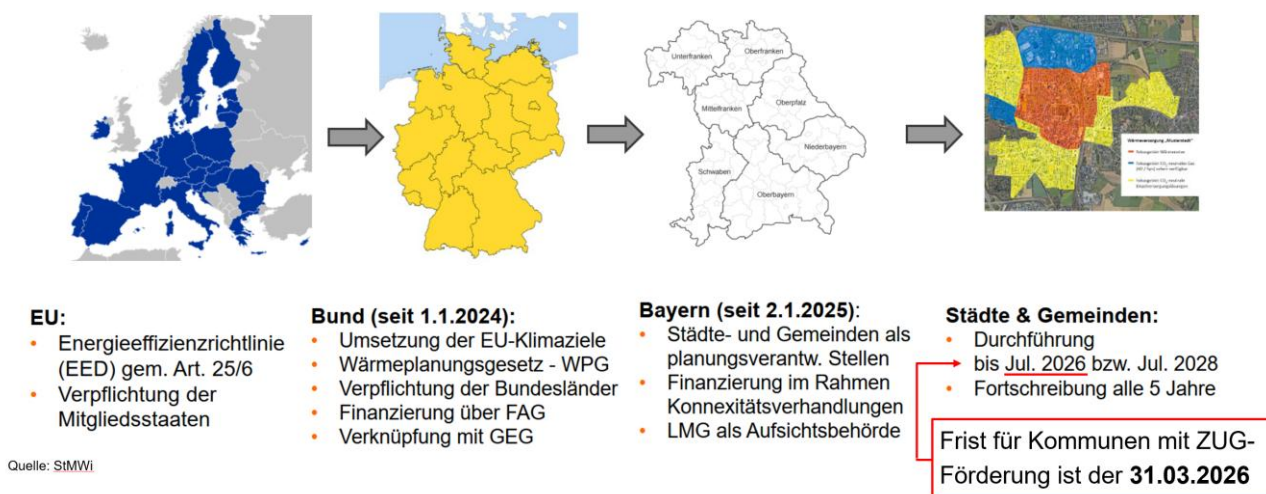 Unterfranken
Oberfranken
Mittelfranken
Oberpfalz
Niederbayern
Schwaben
Oberbayern
Wärmeversorgung „Musterstadt“
EU:
Energieeffizienzrichtlinie
(EED) gem. Art. 25/6
Verpflichtung der
Mitgliedsstaaten
Bund (seit 1.1.2024):
Umsetzung der EU-Klimaziele
Wärmeplanungsgesetz - WPG
Verpflichtung der Bundesländer
Finanzierung über FAG
Verknüpfung mit GEG
Bayern (seit 2.1.2025):
Städte- und Gemeinden als
planungsverantw. Stellen
Finanzierung im Rahmen
Konnexitätsverhandlungen
LMG als Aufsichtsbehörde
Städte & Gemeinden:
Durchführung
bis Jul. 2026 bzw. Jul. 2028
Fortschreibung alle 5 Jahre
Frist für Kommunen mit ZUG-
Förderung ist der 31.03.2026
Quelle: StMWi